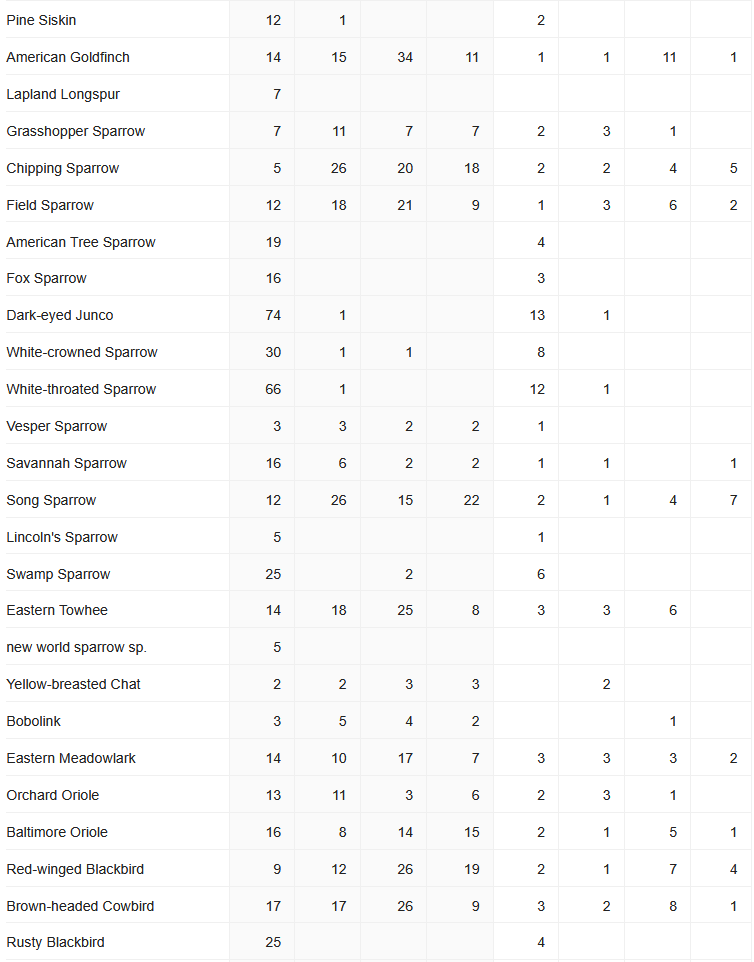 Pine Siskin 12 1 2
American Goldfinch 14 15 34 11 1 1 11 1
Lapland Longspur 7
Grasshopper Sparrow 7 11 7 7 2 3 1
Chipping Sparrow 5 26 20 18 2 2 4 5
Field Sparrow 12 18 21 9 1 3 6 2
American Tree Sparrow 19 4
Fox Sparrow 16 3
Dark-eyed Junco 74 1 13 1
White-crowned Sparrow 30 1 1 8
White-throated Sparrow 66 1 12 1
Vesper Sparrow 3 3 2 2 1
Savannah Sparrow 16 6 2 2 1 1 1
Song Sparrow 12 26 15 22 2 1 4 7
Lincoln's Sparrow 5 1
Swamp Sparrow 25 2 6
Eastern Towhee 14 18 25 8 3 3 6
new world sparrow sp. 5
Yellow-breasted Chat 2 2 3 3 2
Bobolink 3 5 4 2 1
Eastern Meadowlark 14 10 17 7 3 3 3 2
Orchard Oriole 13 11 3 6 2 3 1
Baltimore Oriole 16 8 14 15 2 1 5 1
Red-winged Blackbird 9 12 26 19 2 1 7 4
Brown-headed Cowbird 17 17 26 9 3 2 8 1
Rusty Blackbird 25 4